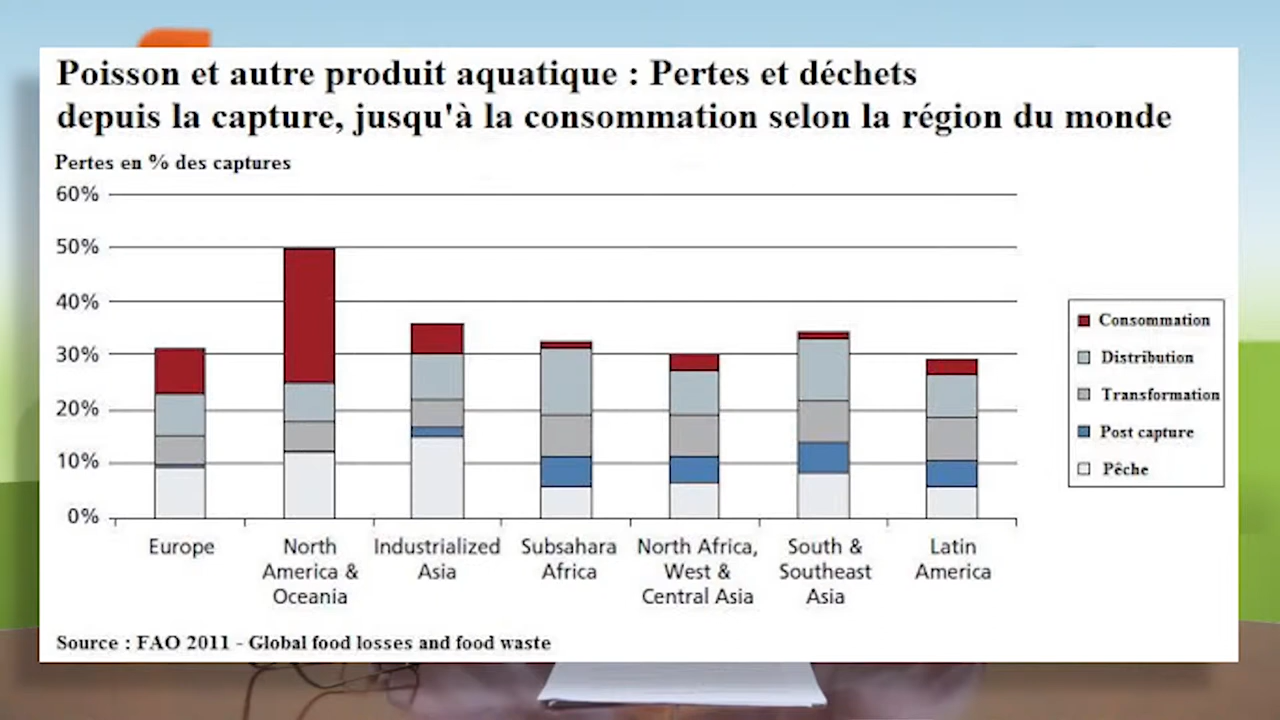 Poisson et autre produit aquatique : Pertes et déchets
depuis la capture, jusqu'à la consommation selon la région du monde
Pertes en % des captures
60%
50%
40%
30%
20%
10%
0%
Europe
North
America &
Oceania
Industrialized
Asia
Subsahara
Africa
North Africa,
West &
Central Asia
South &
Southeast
Asia
Latin
America
Consommation
Distribution
Transformation
Post capture
Pêche
Source : FAO 2011 - Global food losses and food waste